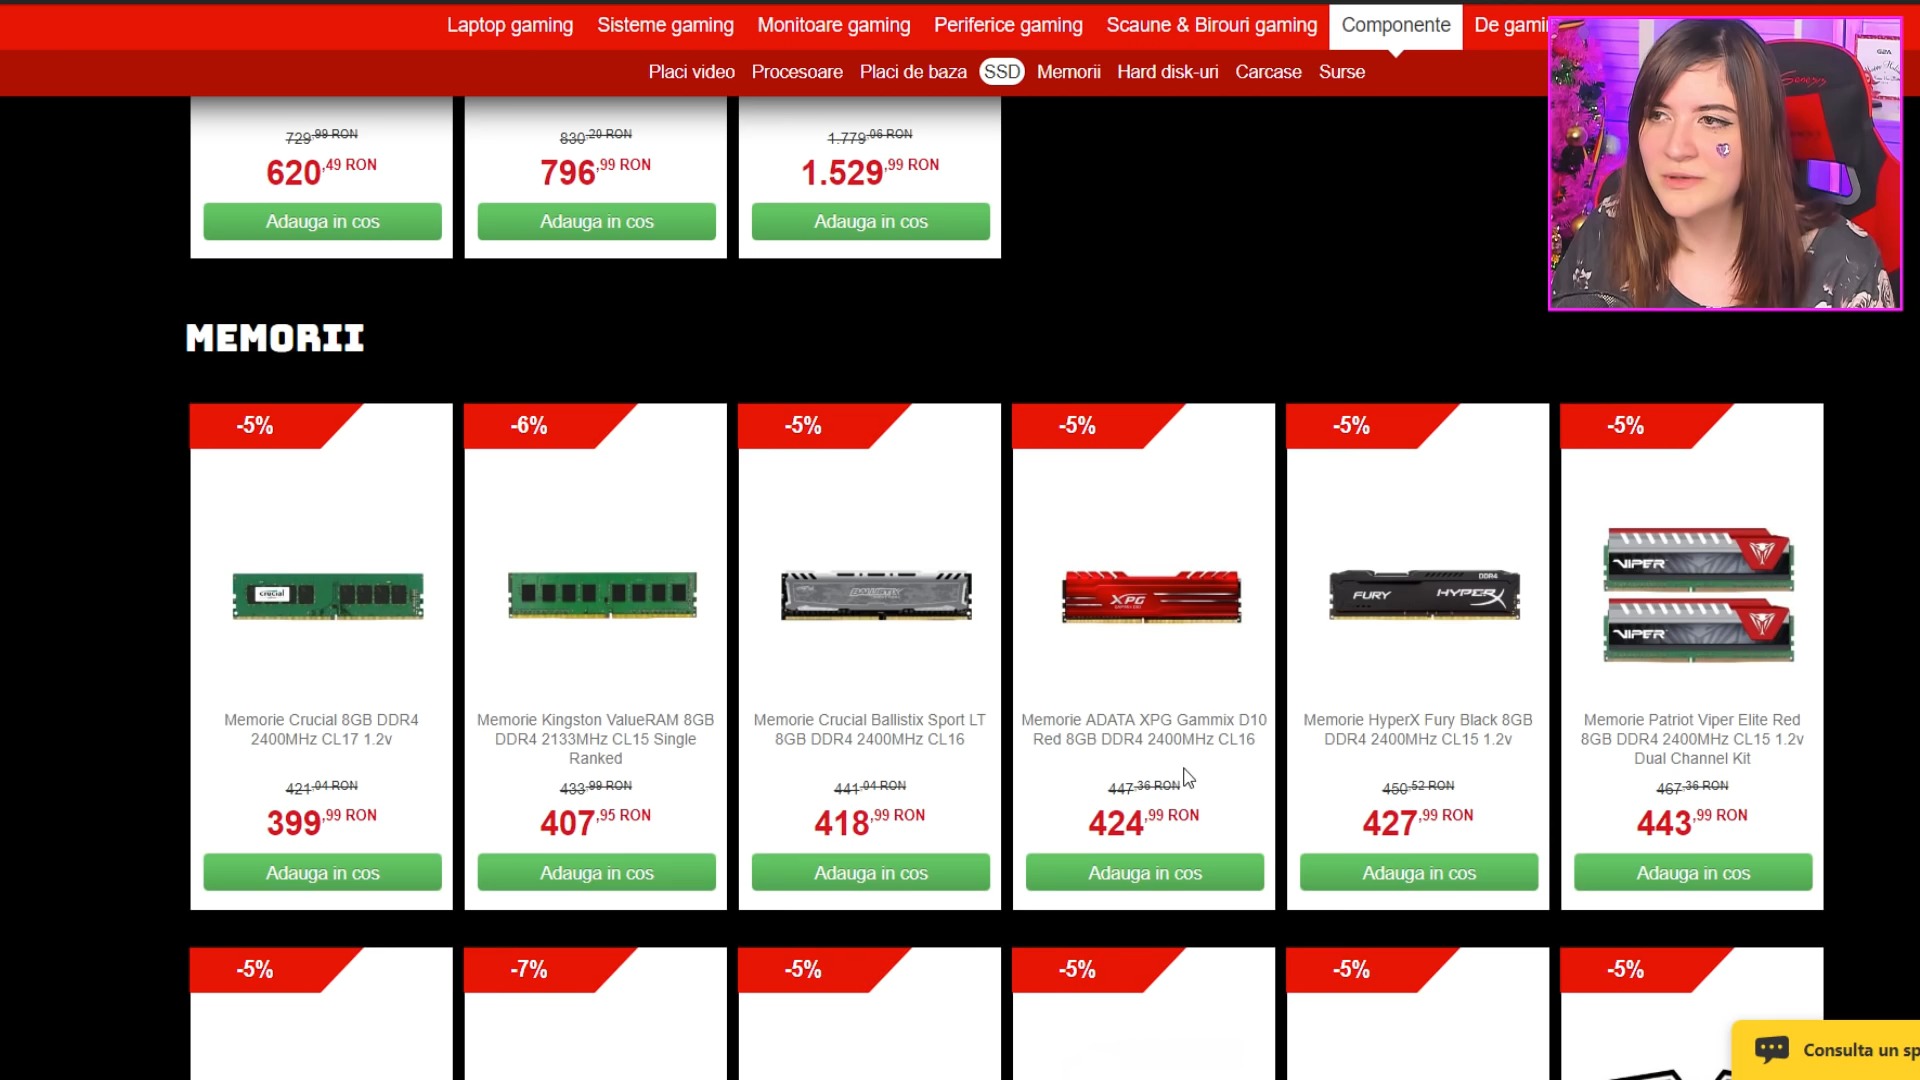 Laptop gaming Sisteme gaming Monitoare gaming Periferice gaming Scaune & Birouri gaming Componente De gami
Placi video Procesoare Placi de baza SSD Memorii Hard disk-uri Carcase Surse
G2A
729,99 RON 830,20 RON 1.779,06 RON
620,49 RON 796,99 RON 1.529,99 RON
Adauga in cos Adauga in cos Adauga in cos
MEMORII
-5% -6% -5% -5% -5% -5%
crucial
BALLISTIX
XPG
FURY HYPERX
DDR4
VIPER
VIPER
Memorie Crucial 8GB DDR4
2400MHz CL17 1.2v
Memorie Kingston ValueRAM 8GB
DDR4 2133MHz CL15 Single
Ranked
Memorie Crucial Ballistix Sport LT
8GB DDR4 2400MHz CL16
Memorie ADATA XPG Gammix D10
Red 8GB DDR4 2400MHz CL16
Memorie HyperX Fury Black 8GB
DDR4 2400MHz CL15 1.2v
Memorie Patriot Viper Elite Red
8GB DDR4 2400MHz CL15 1.2v
Dual Channel Kit
421,04 RON 433,99 RON 441,04 RON 447,36 RON 450,52 RON 467,36 RON
399,99 RON 407,95 RON 418,99 RON 424,99 RON 427,99 RON 443,99 RON
Adauga in cos Adauga in cos Adauga in cos Adauga in cos Adauga in cos Adauga in cos
-5% -7% -5% -5% -5% -5%
Consulta un sp